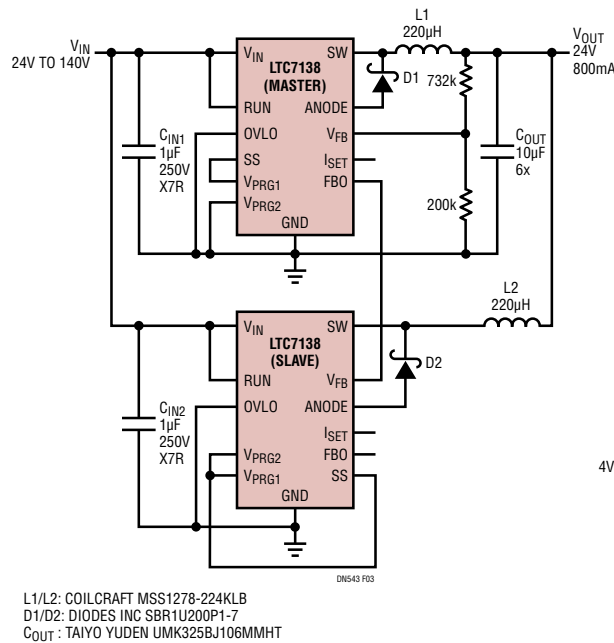 VIN
24V TO 140V
CIN1
1µF
250V
X7R
VIN
RUN
OVLO
SS
VPRG1
VPRG2
LTC7138
(MASTER)
GND
SW
ANODE
VFB
ISET
FBO
D1
L1
220µH
732k
200k
VOUT
24V
800mA
COUT
10µF
6x
L2
220µH
CIN2
1µF
250V
X7R
VIN
RUN
OVLO
VPRG2
VPRG1
LTC7138
(SLAVE)
GND
SW
VFB
ANODE
ISET
FBO
SS
D2
4V
DN543 F03
L1/L2: COILCRAFT MSS1278-224KLB
D1/D2: DIODES INC SBR1U200P1-7
COUT : TAIYO YUDEN UMK325BJ106MMHT